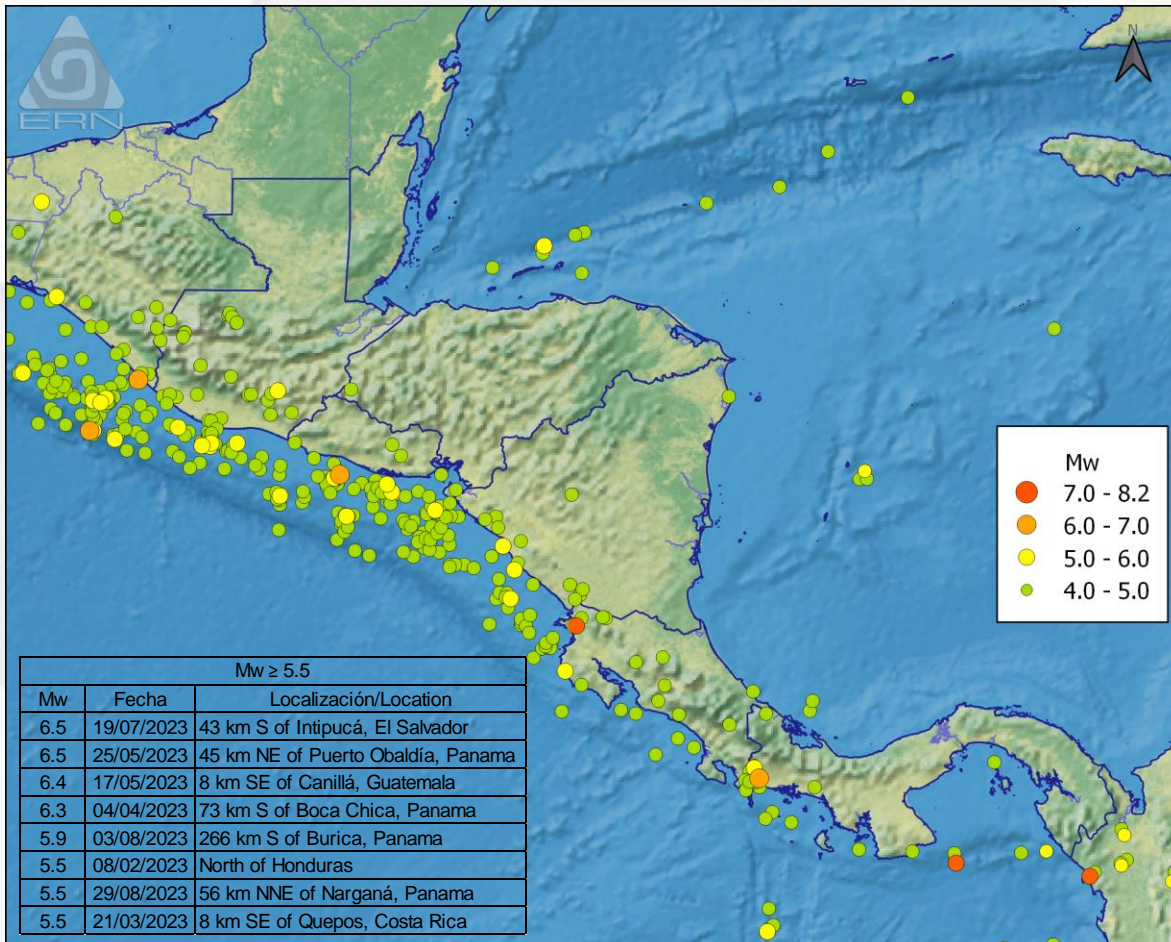 ERN
N
Mw
7.0 - 8.2
6.0 - 7.0
5.0 - 6.0
4.0 - 5.0
Mw ≥ 5.5
Mw Fecha Localización/Location
6.5 19/07/2023 43 km S of Intipucá, El Salvador
6.5 25/05/2023 45 km NE of Puerto Obaldía, Panama
6.4 17/05/2023 8 km SE of Canillá, Guatemala
6.3 04/04/2023 73 km S of Boca Chica, Panama
5.9 03/08/2023 266 km S of Burica, Panama
5.5 08/02/2023 North of Honduras
5.5 29/08/2023 56 km NNE of Narganá, Panama
5.5 21/03/2023 8 km SE of Quepos, Costa Rica